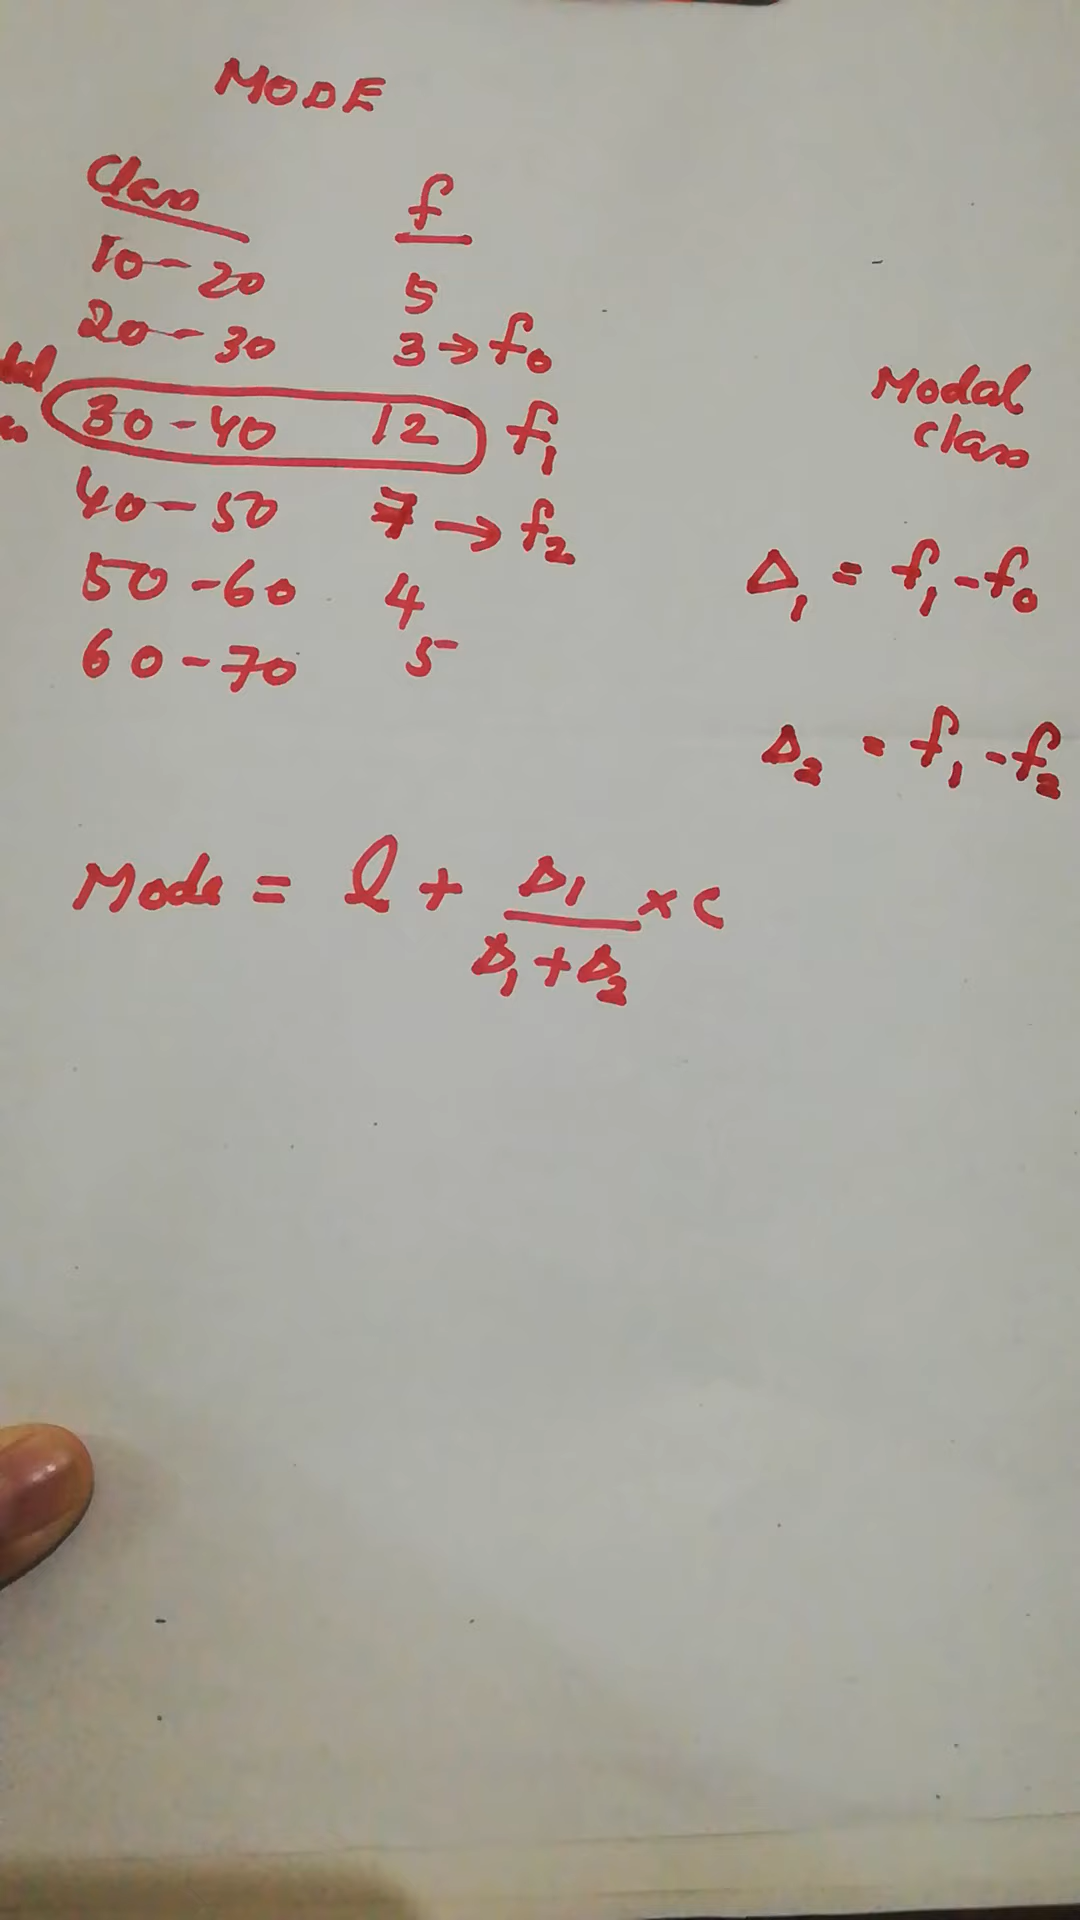 MODE
Class f
10-20 5
20-30 3→f₀
30-40 12 f₁
40-50 7→f₂
50-60 4
60-70 5
Modal
class
Δ₁ = f₁-f₀
Δ₂ = f₁-f₂
Mode = l + Δ₁/(Δ₁+Δ₂) × c